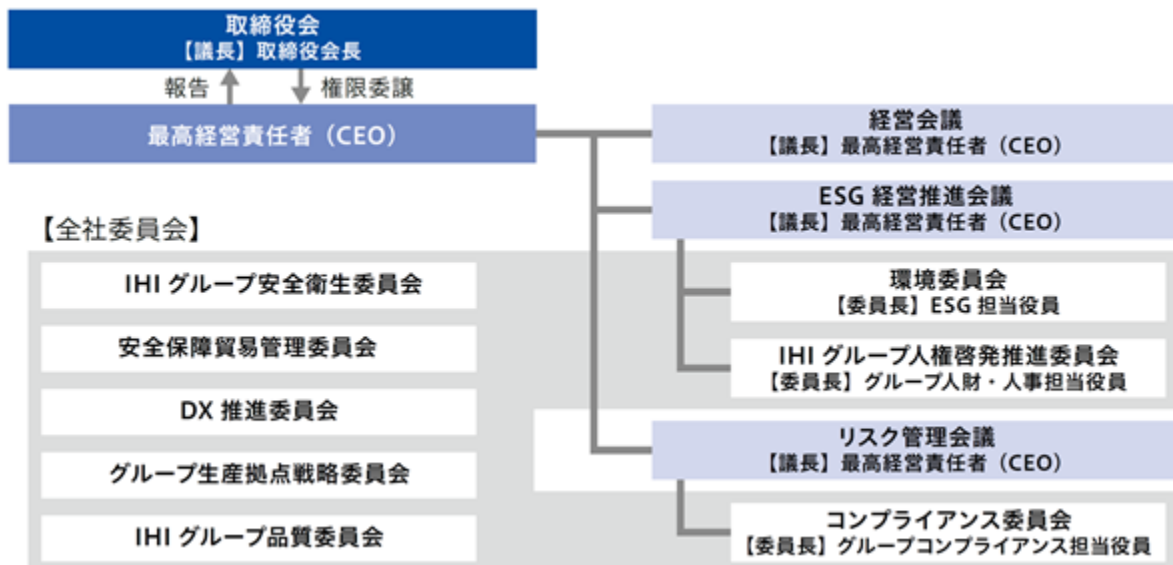 取締役会
【議長】取締役会長
報告
権限委譲
最高経営責任者（CEO）
経営会議
【議長】最高経営責任者（CEO）
ESG 経営推進会議
【議長】最高経営責任者（CEO）
【全社委員会】
IHI グループ安全衛生委員会
安全保障貿易管理委員会
DX 推進委員会
グループ生産拠点戦略委員会
IHI グループ品質委員会
環境委員会
【委員長】ESG 担当役員
IHI グループ人権啓発推進委員会
【委員長】グループ人財・人事担当役員
リスク管理会議
【議長】最高経営責任者（CEO）
コンプライアンス委員会
【委員長】グループコンプライアンス担当役員